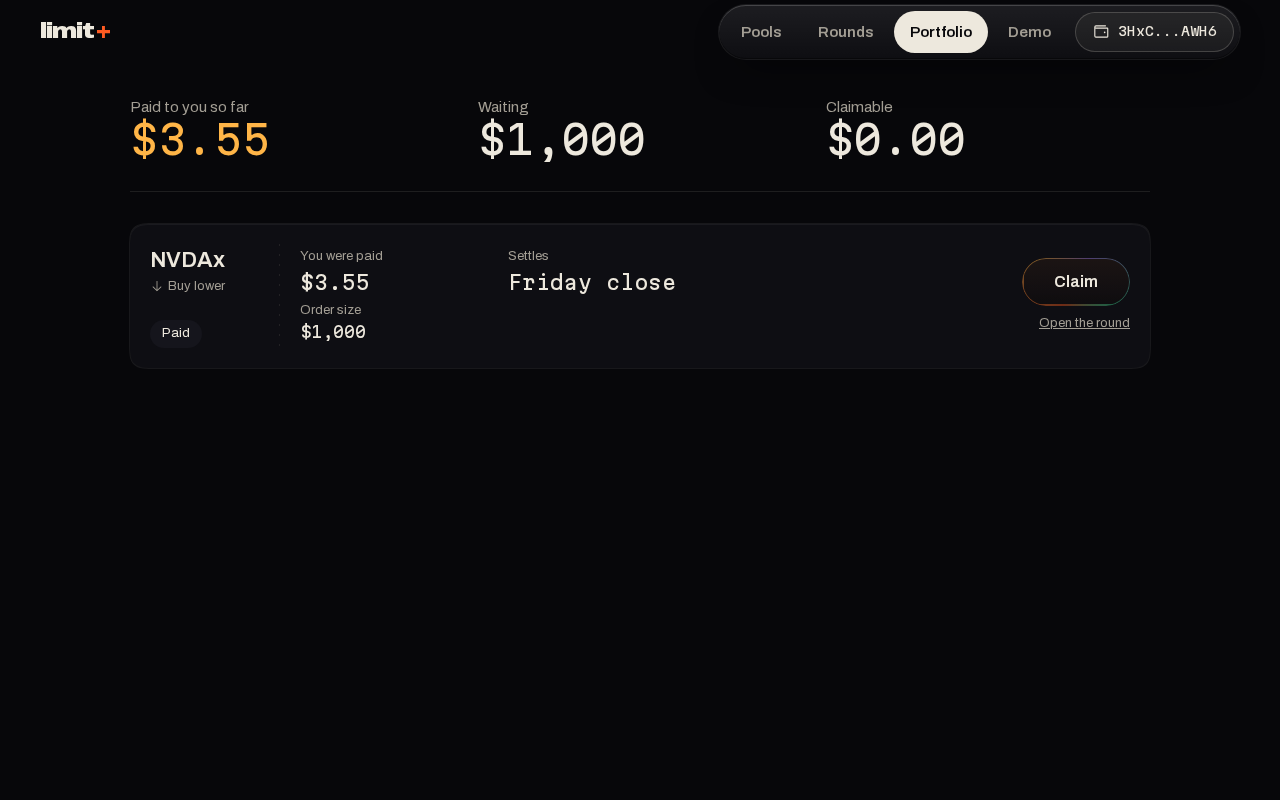 limit+
Pools Rounds Portfolio Demo 3HxC...AWH6
Paid to you so far
$3.55
Waiting
$1,000
Claimable
$0.00
NVDAx
↓ Buy lower
Paid
You were paid
$3.55
Order size
$1,000
Settles
Friday close
Claim
Open the round